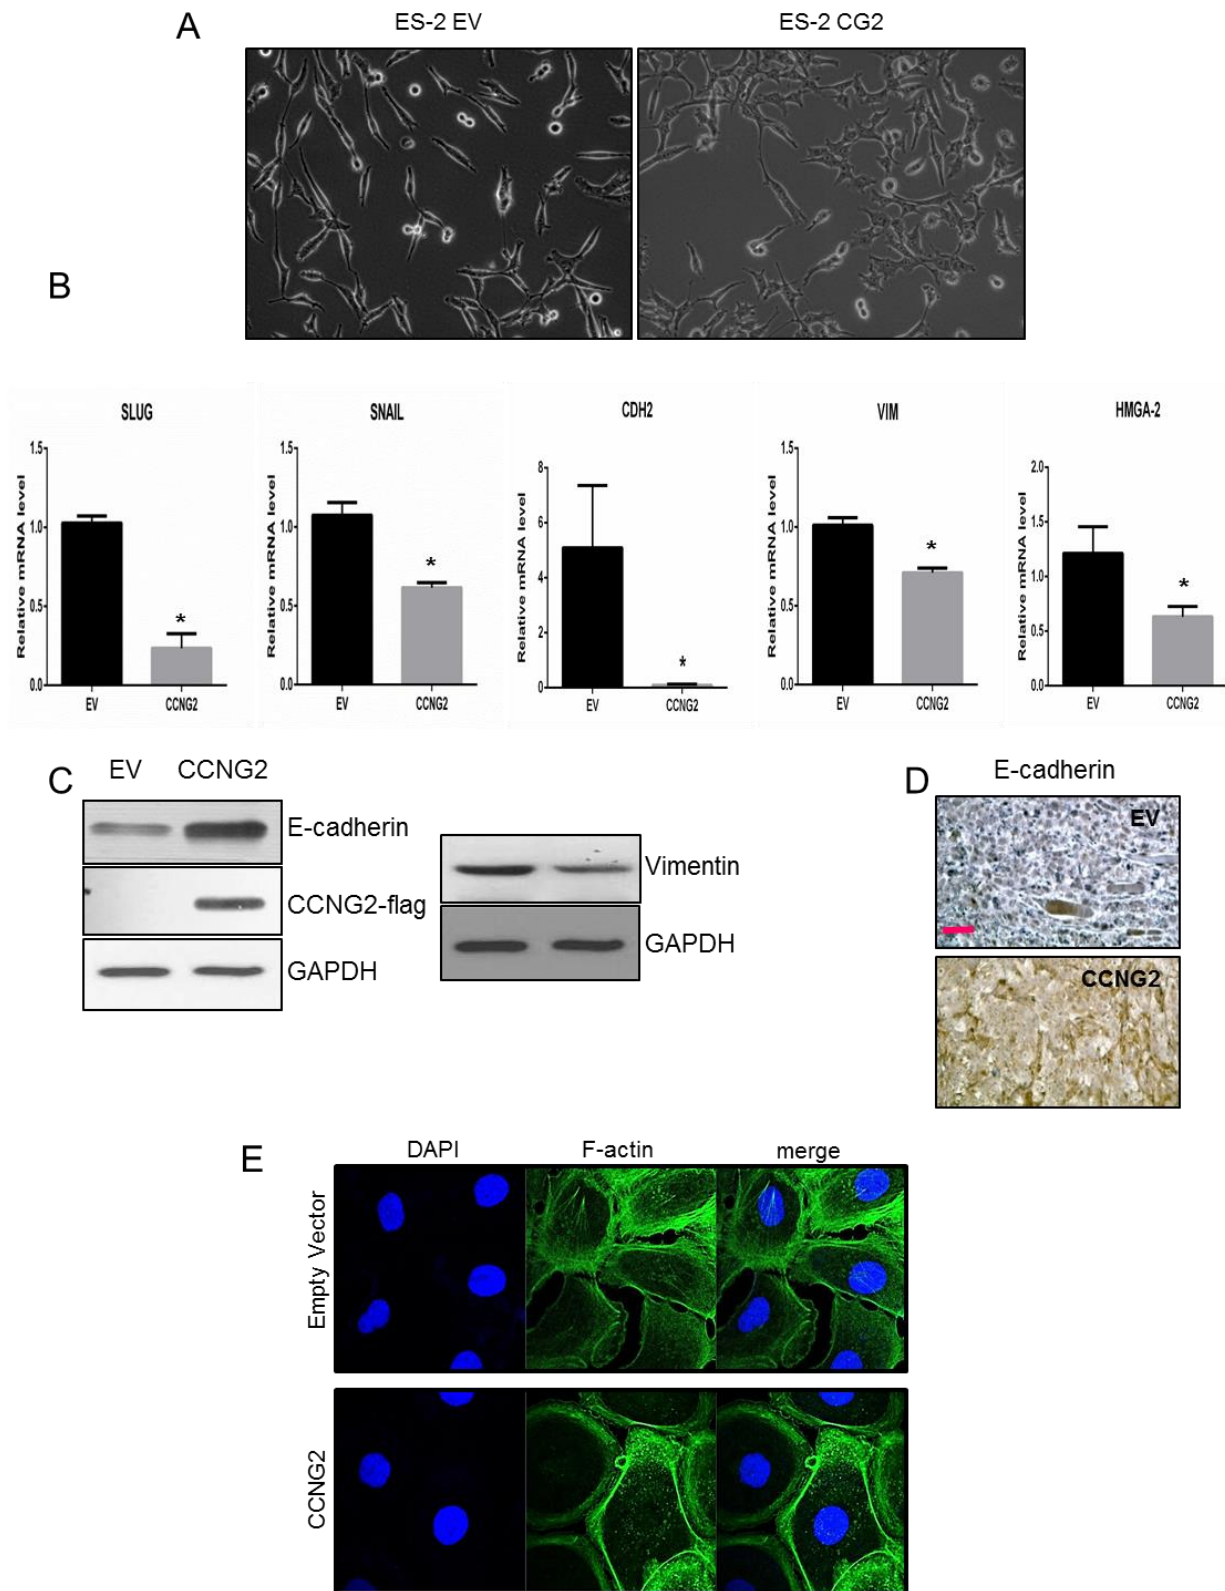 A
ES-2 EV
ES-2 CG2
B
SLUG
Relative mRNA level
1.5
1.0
0.5
0.0
*
EV
CCNG2
SNAIL
Relative mRNA level
1.5
1.0
0.5
0.0
*
EV
CCNG2
CDH2
Relative mRNA level
8
6
4
2
0
*
EV
CCNG2
VIM
Relative mRNA level
1.5
1.0
0.5
0.0
*
EV
CCNG2
HMGA-2
Relative mRNA level
2.0
1.5
1.0
0.5
0.0
*
EV
CCNG2
C
EV
CCNG2
E-cadherin
CCNG2-flag
GAPDH
Vimentin
GAPDH
D
E-cadherin
EV
CCNG2
E
DAPI
F-actin
merge
Empty Vector
CCNG2